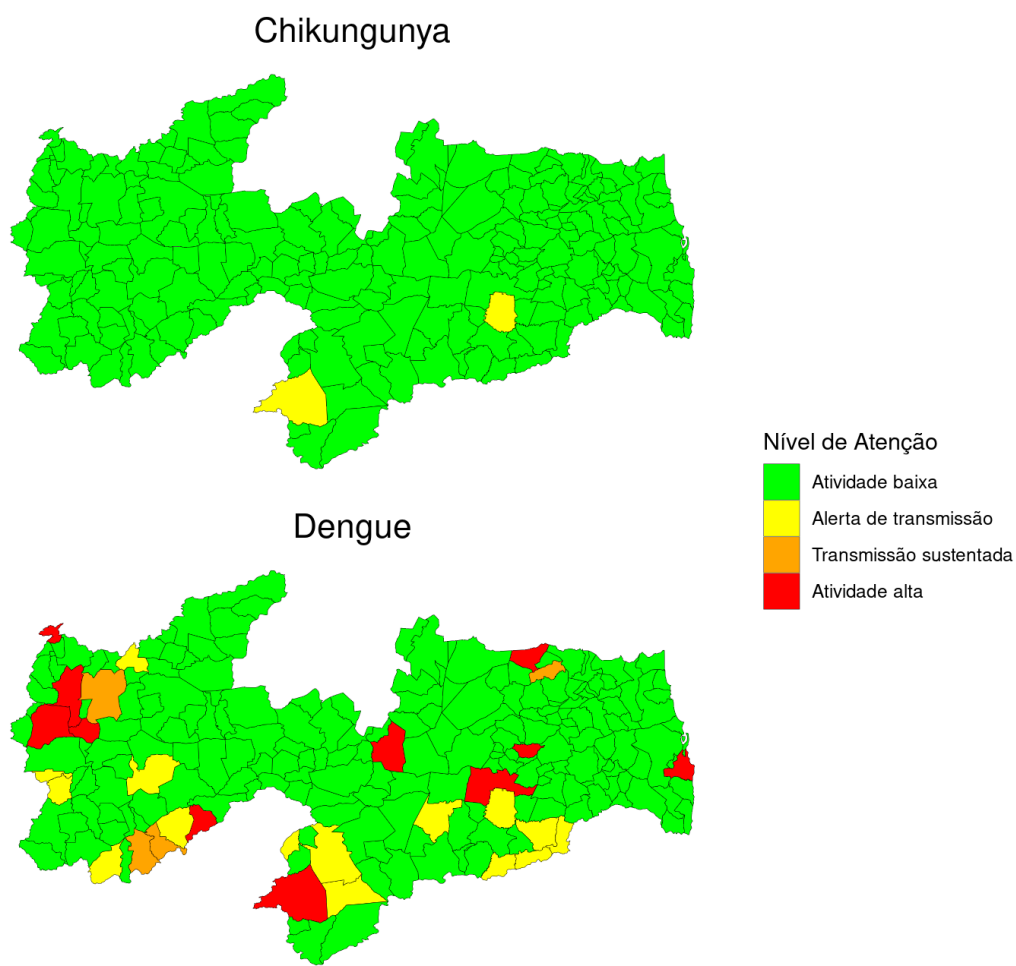 Chikungunya
Nível de Atenção
Atividade baixa
Alerta de transmissão
Transmissão sustentada
Atividade alta
Dengue